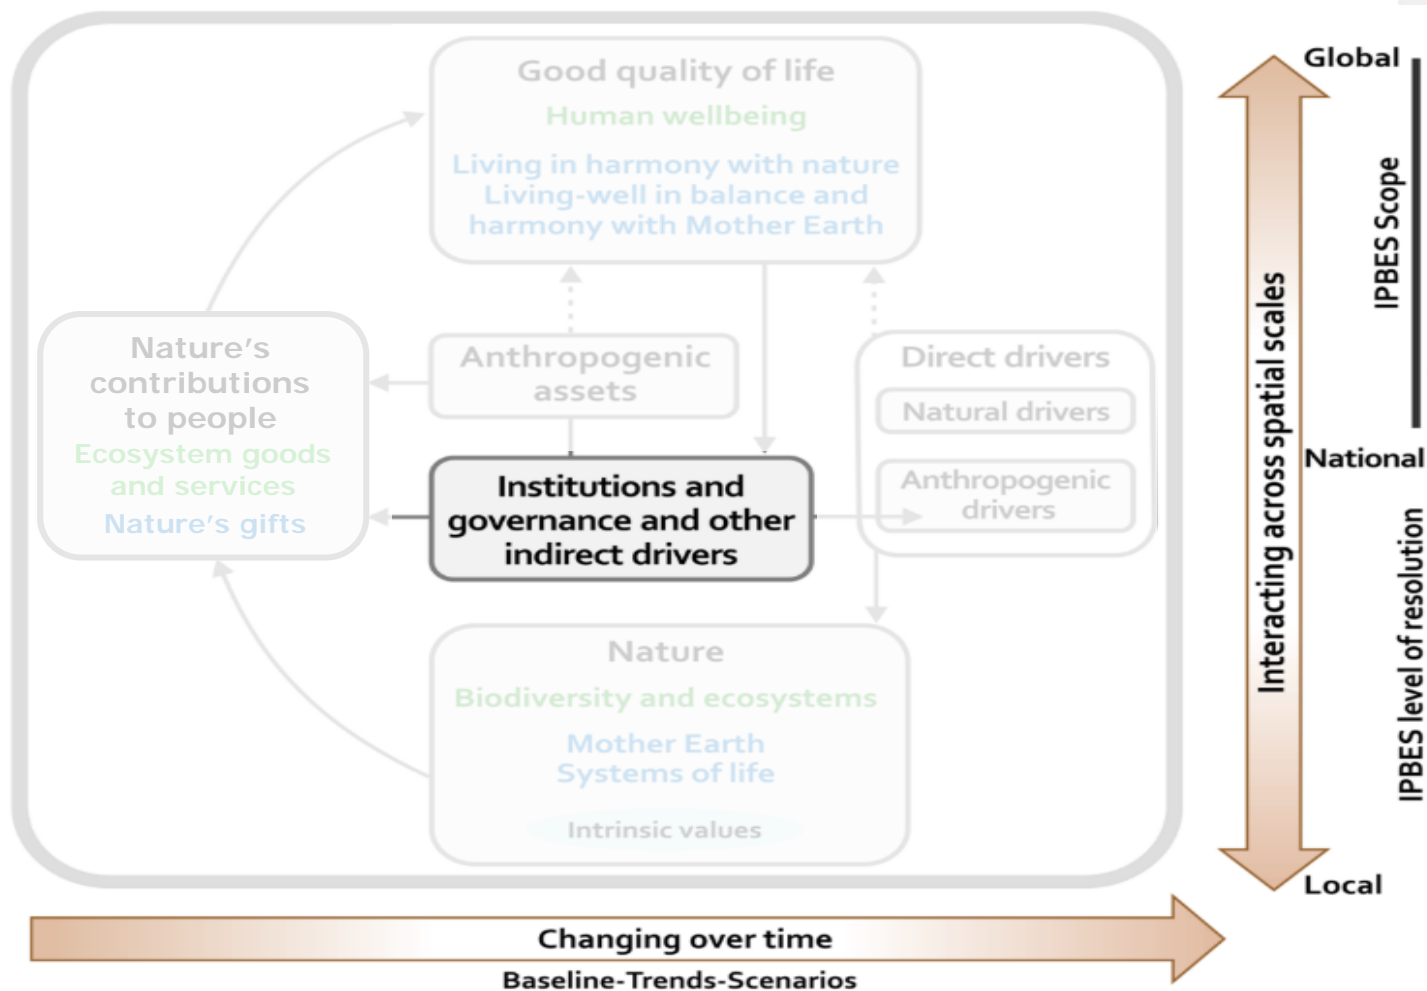 Good quality of life
Human wellbeing
Living in harmony with nature
Living-well in balance and
harmony with Mother Earth
Nature's
contributions
to people
Ecosystem goods
and services
Nature's gifts
Anthropogenic
assets
Direct drivers
Natural drivers
Anthropogenic
drivers
Institutions and
governance and other
indirect drivers
Nature
Biodiversity and ecosystems
Mother Earth
Systems of life
Intrinsic values
Interacting across spatial scales
Global
IPBES Scope
National
IPBES level of resolution
Local
Changing over time
Baseline-Trends-Scenarios